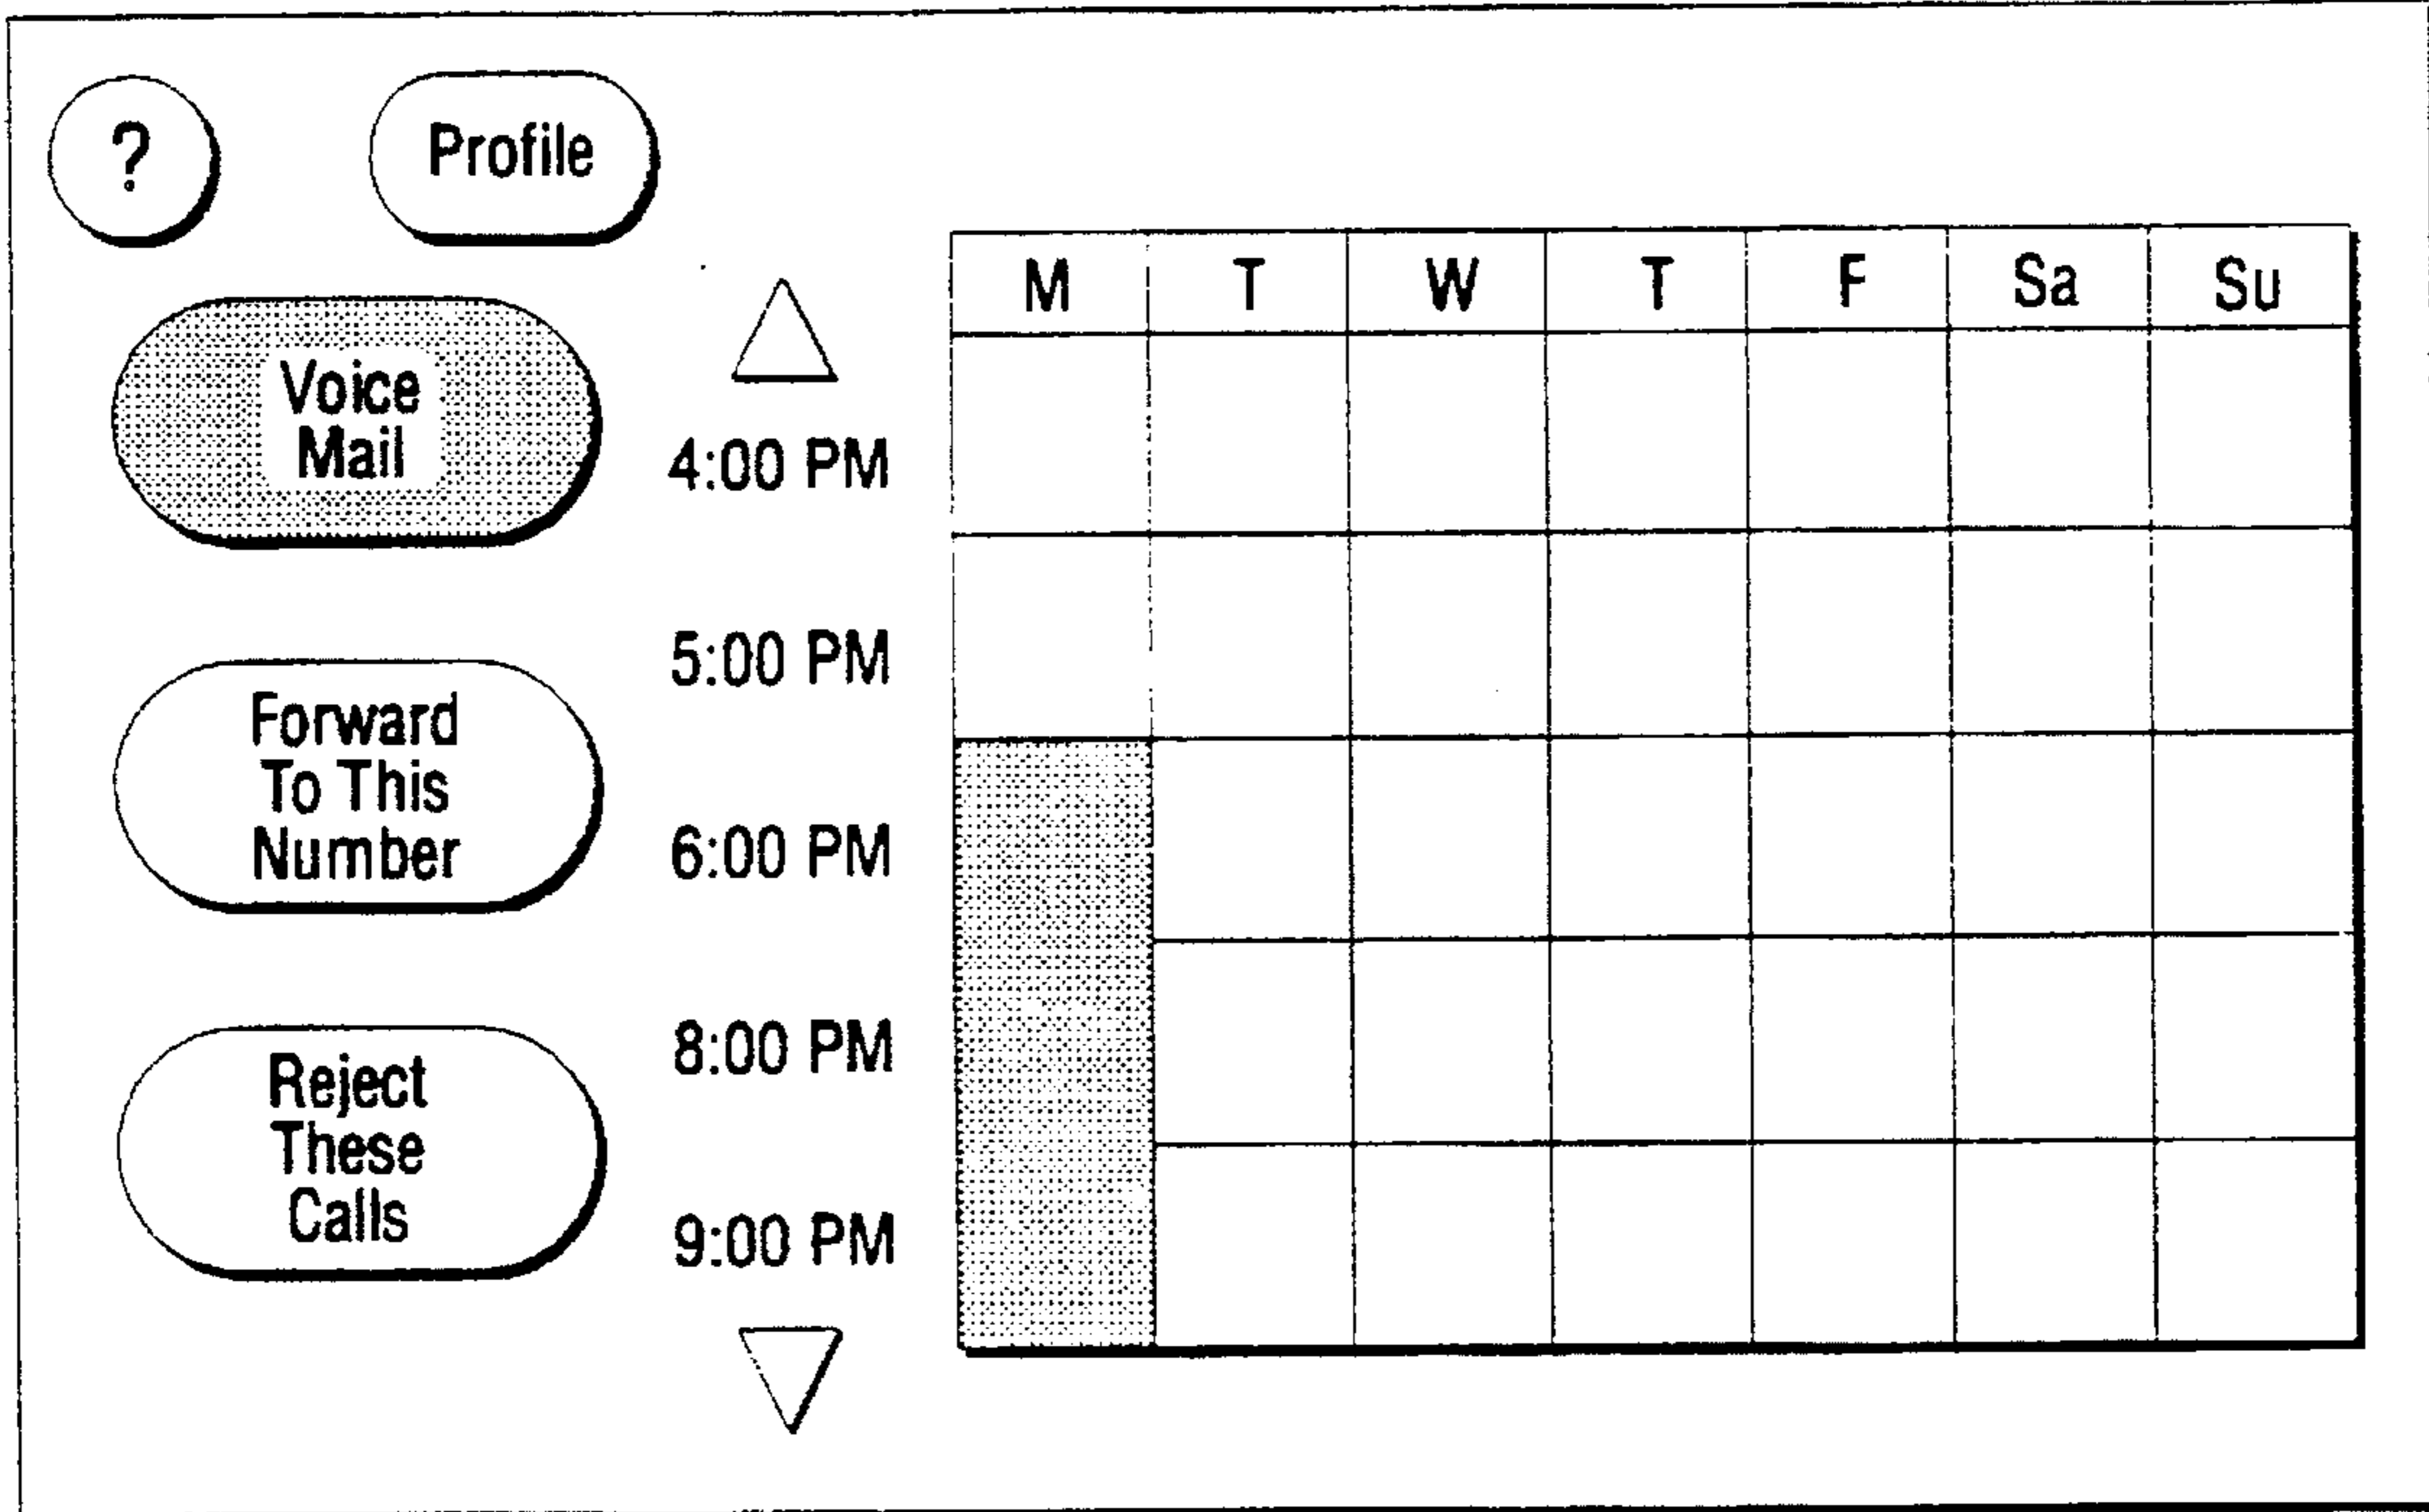 ?
Profile
M T W T F Sa Su
Voice
Mail
4:00 PM
5:00 PM
Forward
To This
Number
6:00 PM
8:00 PM
Reject
These
Calls
9:00 PM